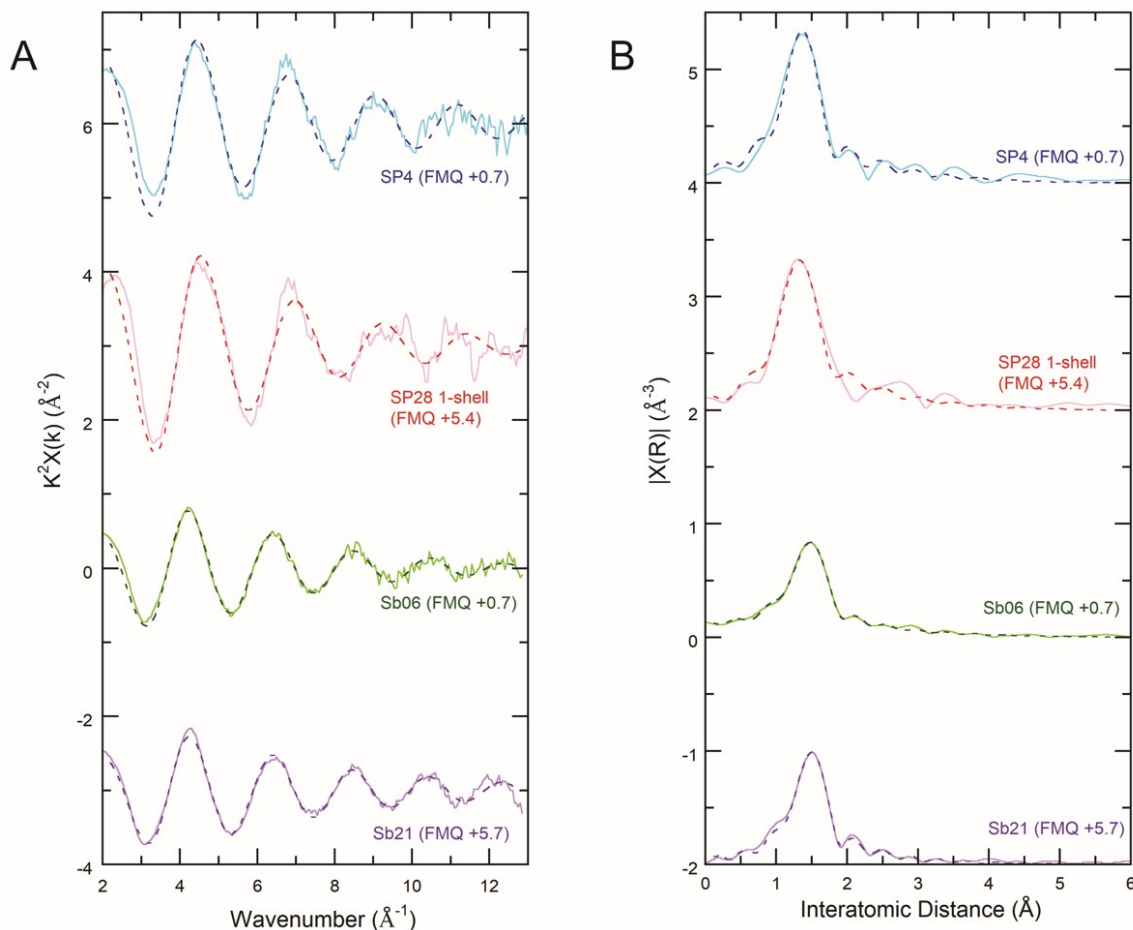 A
K²X(k) (Å⁻²)
6
4
2
0
-2
-4
SP4 (FMQ +0.7)
SP28 1-shell
(FMQ +5.4)
Sb06 (FMQ +0.7)
Sb21 (FMQ +5.7)
2 4 6 8 10 12
Wavenumber (Å⁻¹)
B
|X(R)| (Å⁻³)
5
4
3
2
1
0
-1
-2
SP4 (FMQ +0.7)
SP28 1-shell
(FMQ +5.4)
Sb06 (FMQ +0.7)
Sb21 (FMQ +5.7)
0 1 2 3 4 5 6
Interatomic Distance (Å)